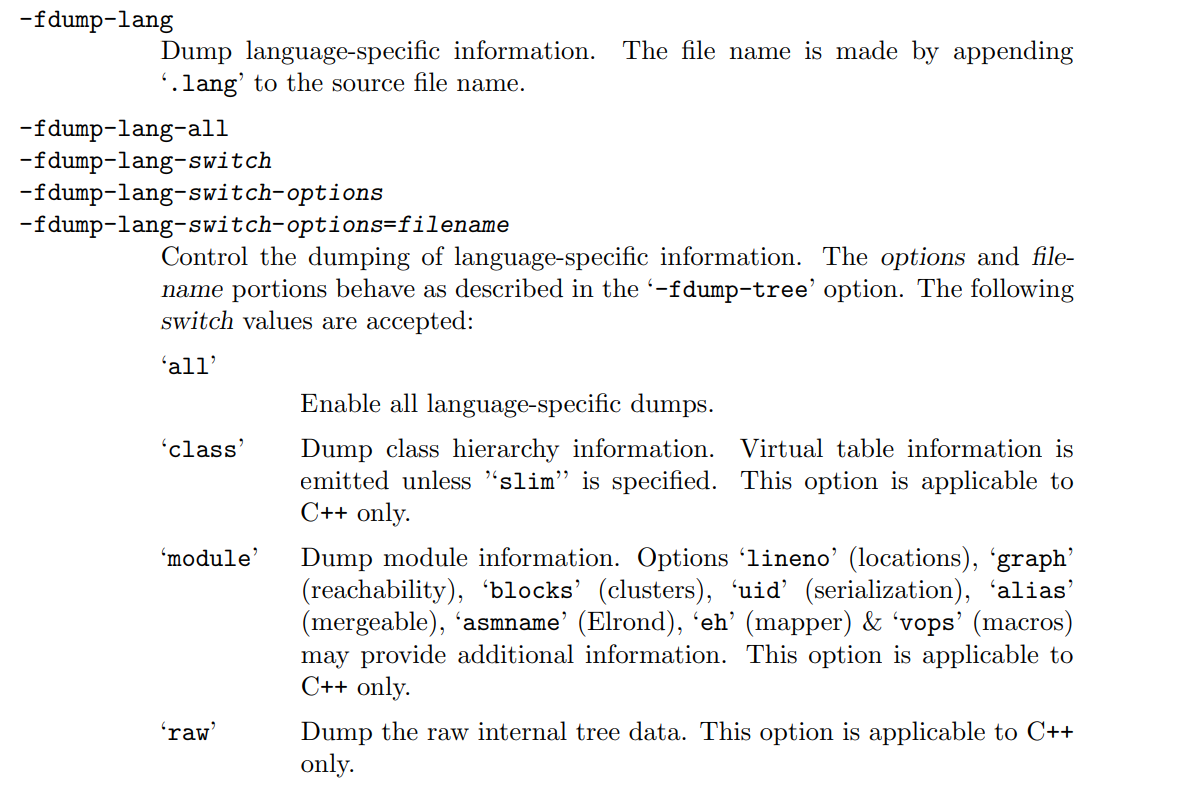 -fdump-lang
Dump language-specific information. The file name is made by appending
‘.lang’ to the source file name.
-fdump-lang-all
-fdump-lang-switch
-fdump-lang-switch-options
-fdump-lang-switch-options=filename
Control the dumping of language-specific information. The options and file-
name portions behave as described in the ‘-fdump-tree’ option. The following
switch values are accepted:
‘all’
Enable all language-specific dumps.
‘class’ Dump class hierarchy information. Virtual table information is
emitted unless ’‘slim’’ is specified. This option is applicable to
C++ only.
‘module’ Dump module information. Options ‘lineno’ (locations), ‘graph’
(reachability), ‘blocks’ (clusters), ‘uid’ (serialization), ‘alias’
(mergeable), ‘asmname’ (Elrond), ‘eh’ (mapper) & ‘vops’ (macros)
may provide additional information. This option is applicable to
C++ only.
‘raw’ Dump the raw internal tree data. This option is applicable to C++
only.